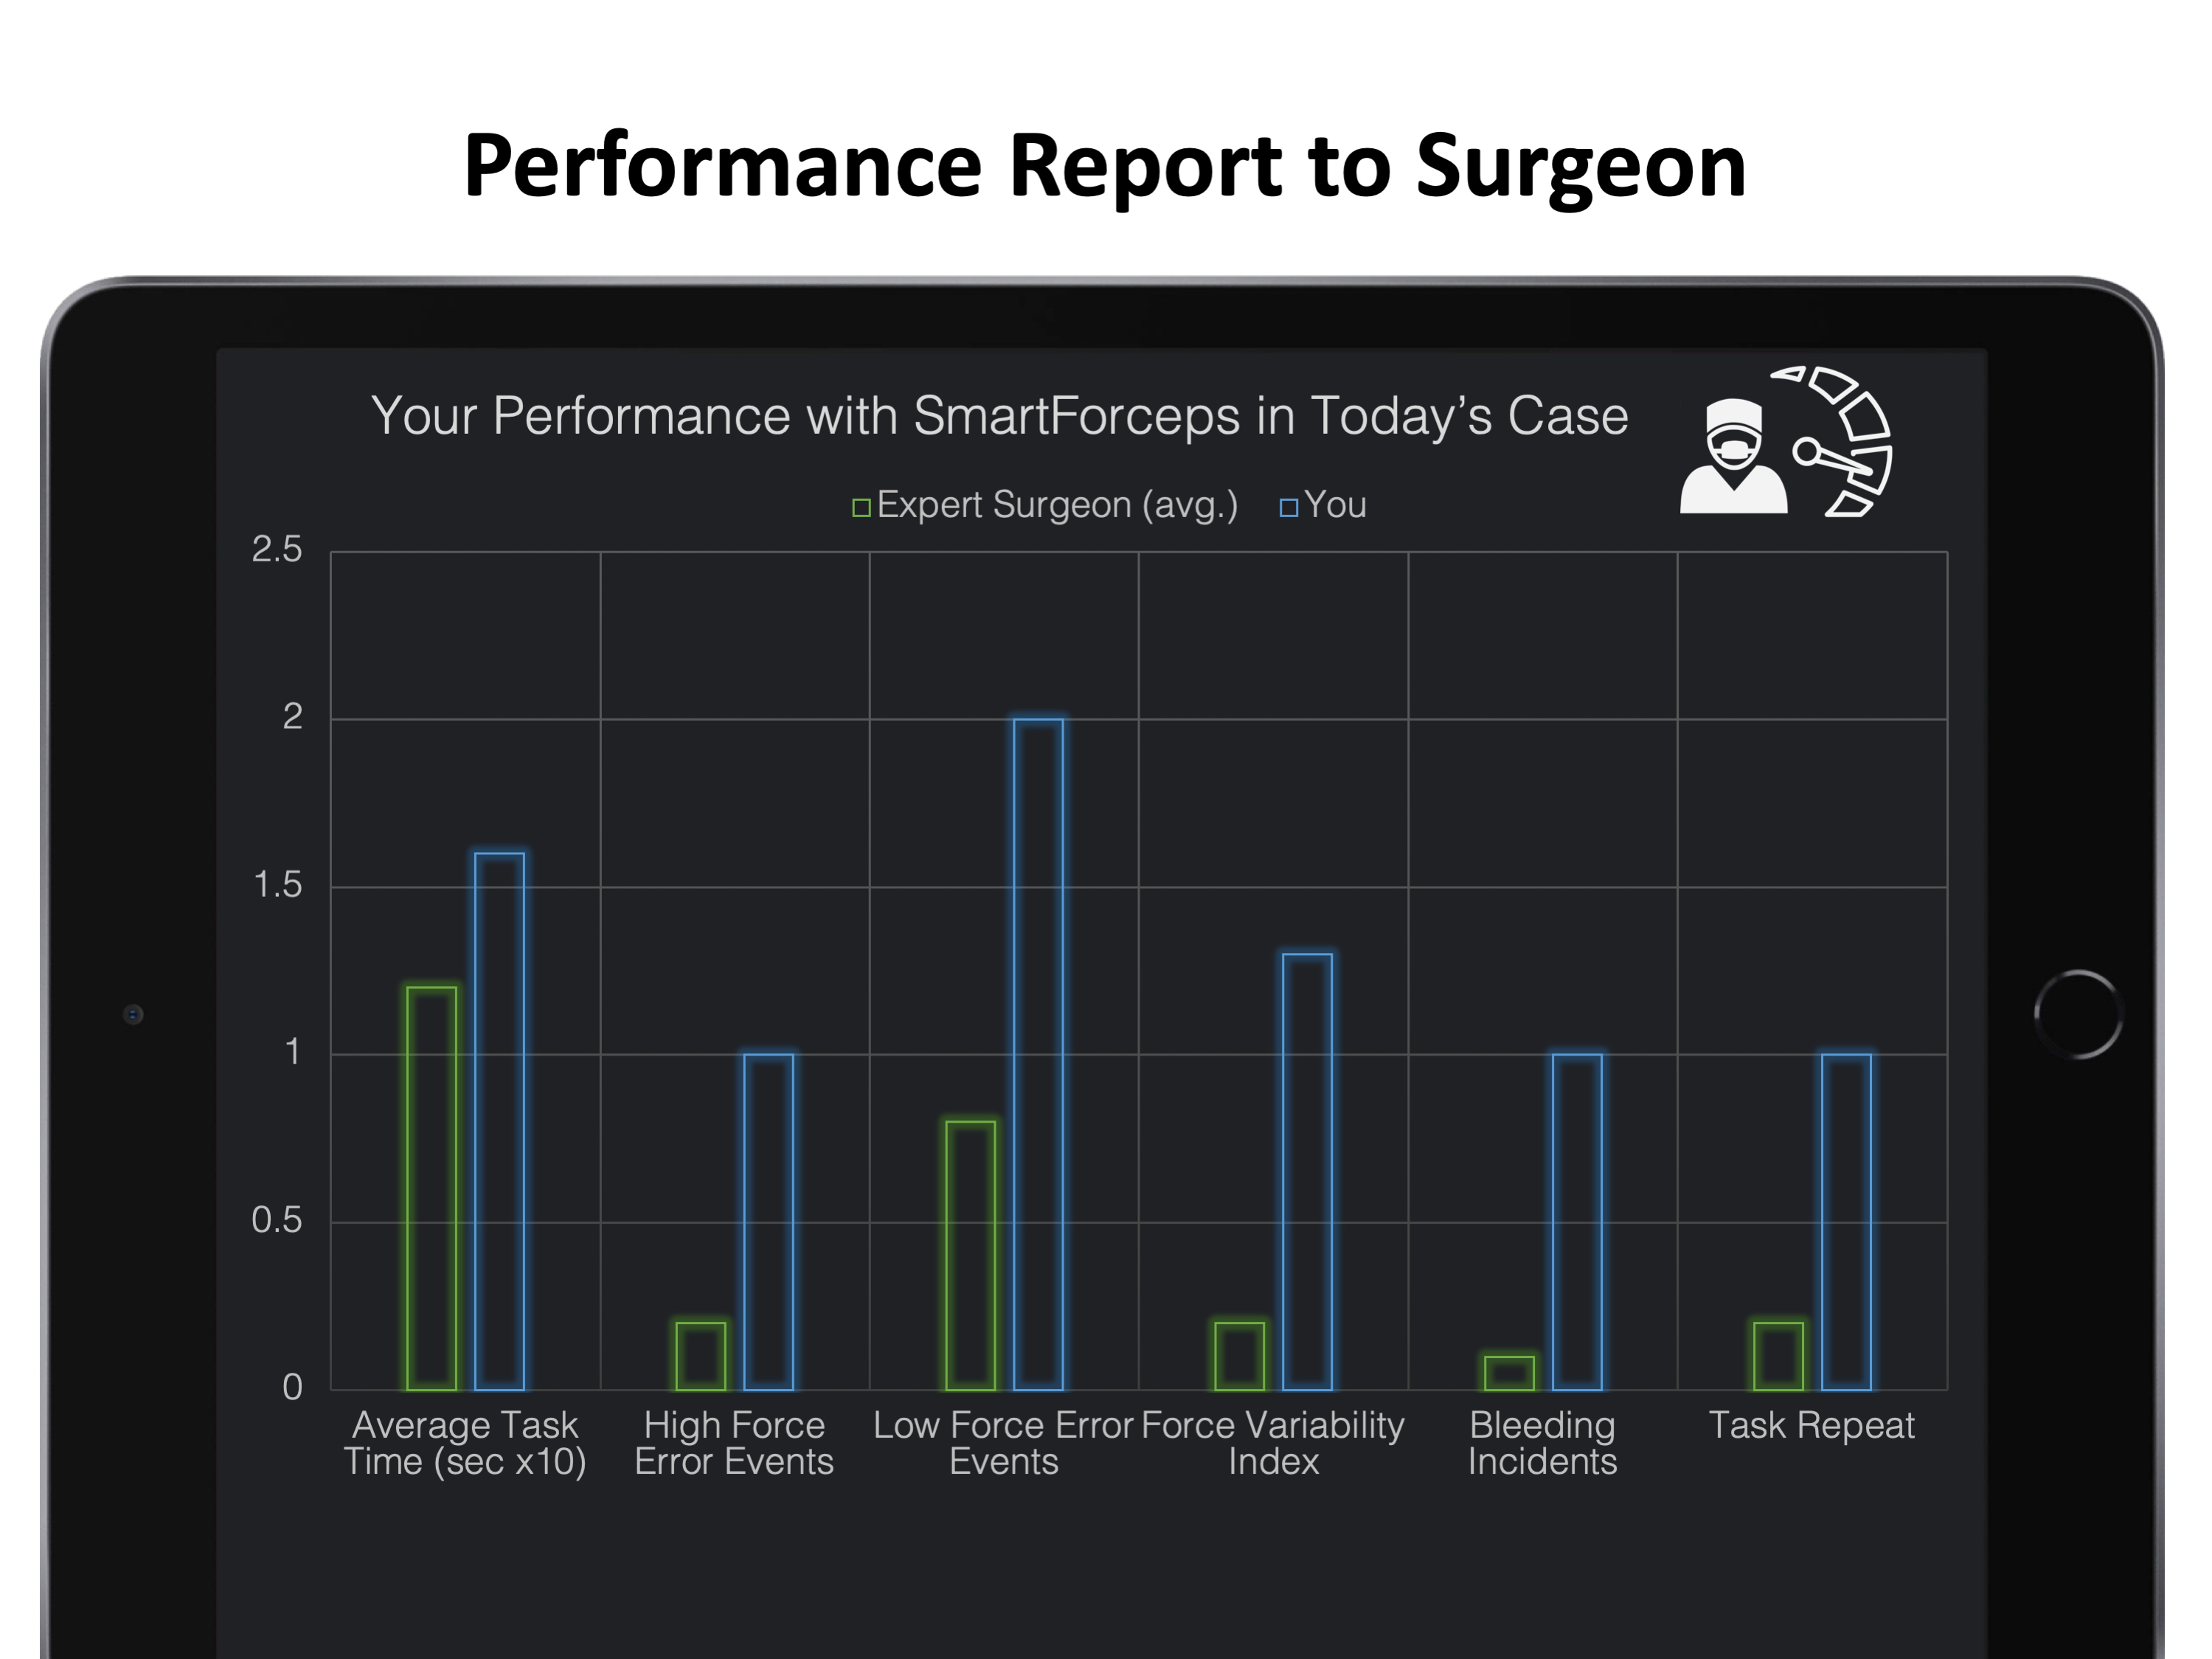 Performance Report to Surgeon
Your Performance with SmartForceps in Today's Case
Expert Surgeon (avg.) You
2.5
2
1.5
1
0.5
0
Average Task
Time (sec x10)
High Force
Error Events
Low Force Error
Events
Force Variability
Index
Bleeding
Incidents
Task Repeat